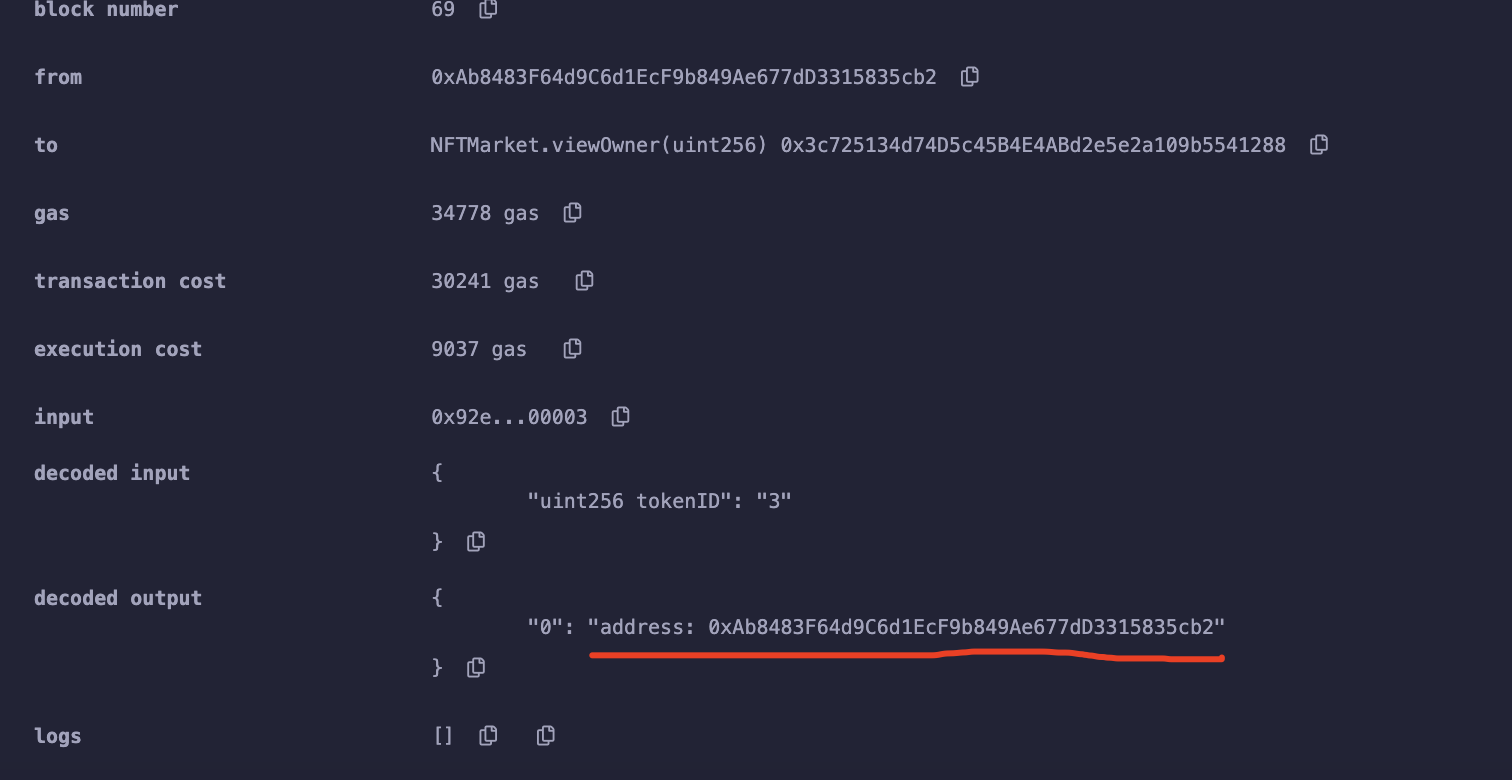 block number 69
from 0xAb8483F64d9C6d1EcF9b849Ae677dD3315835cb2
to NFTMarket.viewOwner(uint256) 0x3c725134d74D5c45B4E4ABd2e5e2a109b5541288
gas 34778 gas
transaction cost 30241 gas
execution cost 9037 gas
input 0x92e...00003
decoded input {
"uint256 tokenID": "3"
}
decoded output {
"0": "address: 0xAb8483F64d9C6d1EcF9b849Ae677dD3315835cb2"
}
logs []